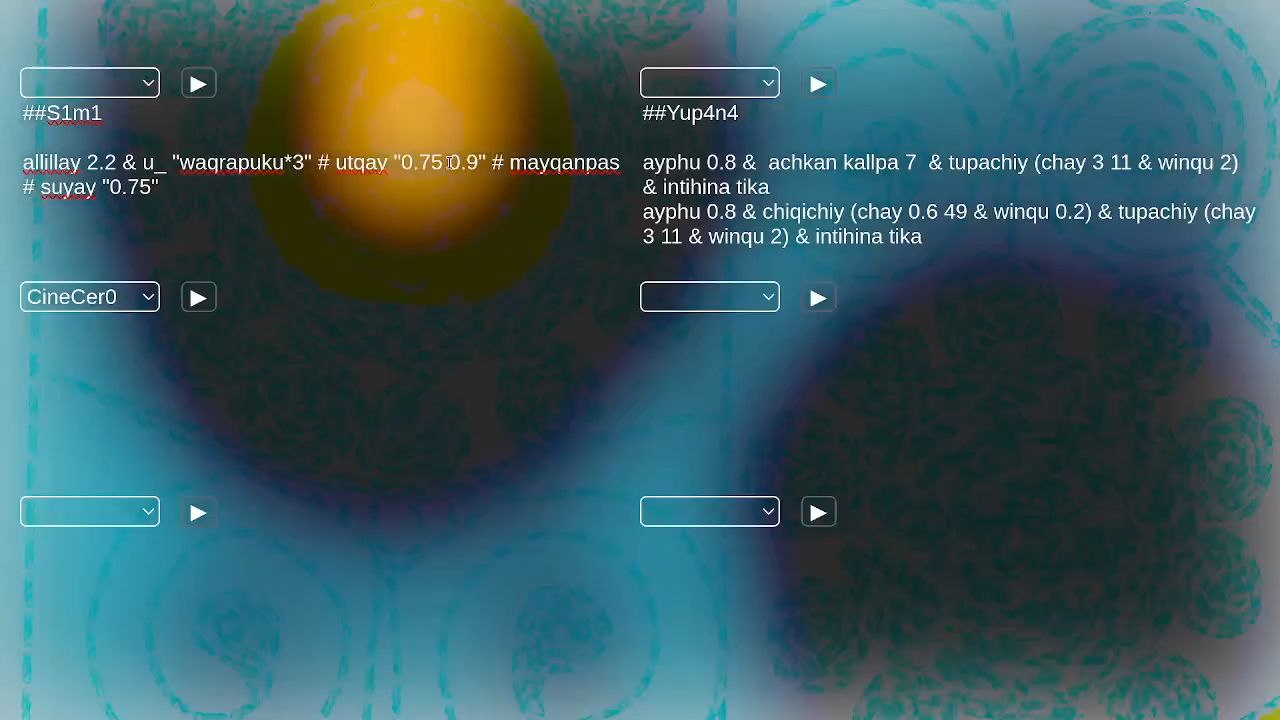 ##S1m1
allillay 2.2 & u_ "waqrapuku*3" # utqay "0.75 0.9" # mayqanpas
# suyay "0.75"
##Yup4n4
ayphu 0.8 &  achkan kallpa 7  & tupachiy (chay 3 11 & winqu 2)
& intihina tika
ayphu 0.8 & chiqichiy (chay 0.6 49 & winqu 0.2) & tupachiy (chay
3 11 & winqu 2) & intihina tika
CineCer0